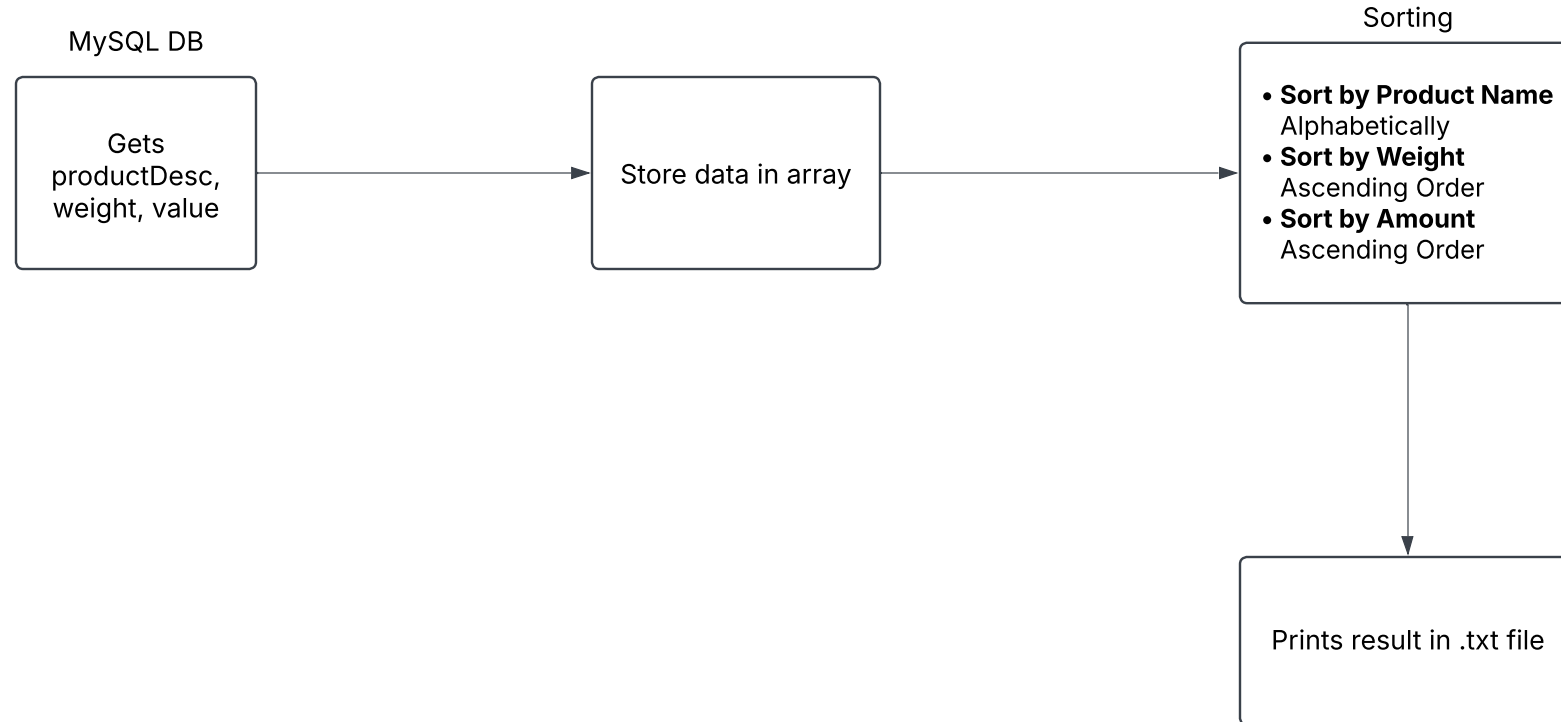 MySQL DB
Gets
productDesc,
weight, value
Store data in array
Sorting
• Sort by Product Name
Alphabetically
• Sort by Weight
Ascending Order
• Sort by Amount
Ascending Order
Prints result in .txt file